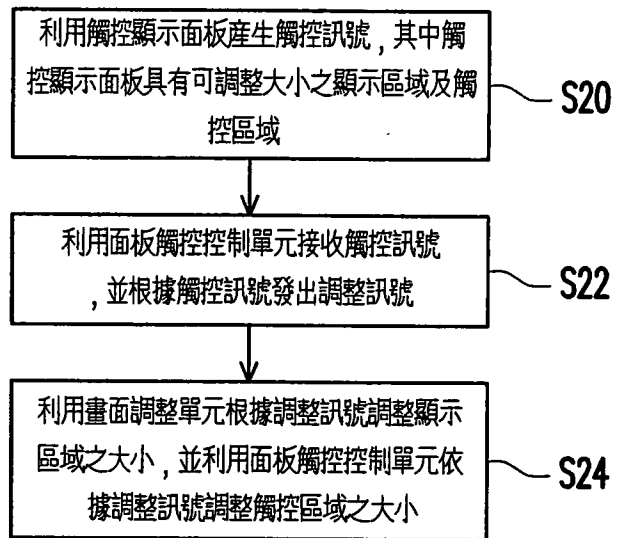 利用觸控顯示面板產生觸控訊號，其中觸
控顯示面板具有可調整大小之顯示區域及觸
控區域
S20
利用面板觸控控制單元接收觸控訊號
，並根據觸控訊號發出調整訊號
S22
利用畫面調整單元根據調整訊號調整顯示
區域之大小，並利用面板觸控控制單元依
據調整訊號調整觸控區域之大小
S24